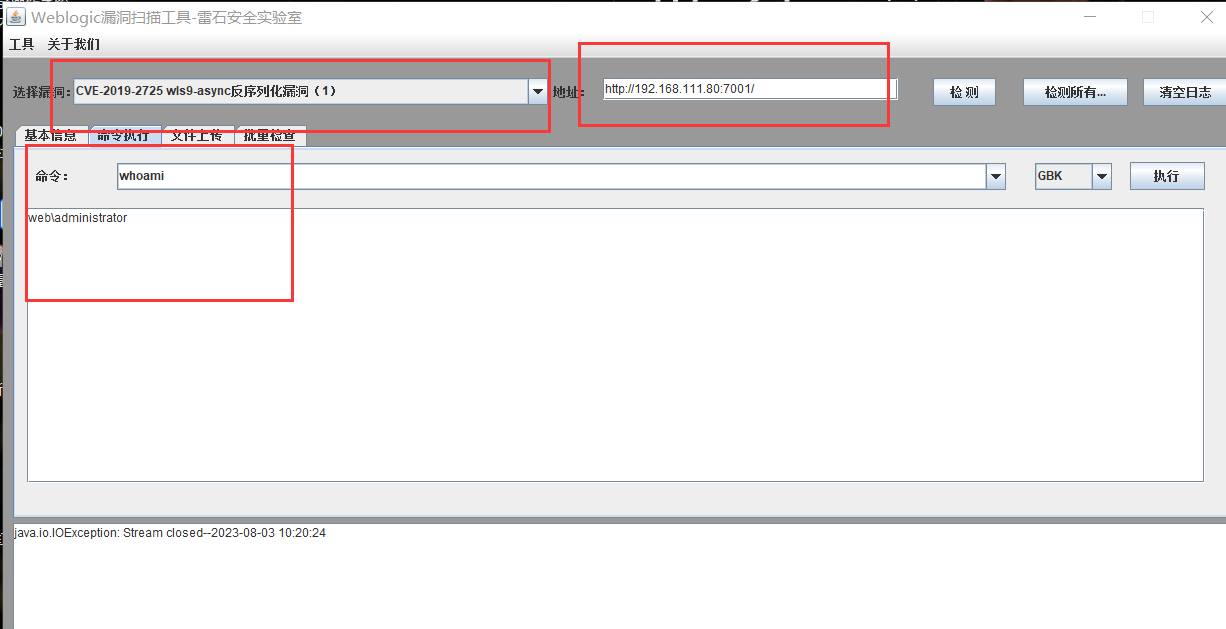 Weblogic漏洞扫描工具-雷石安全实验室
工具 关于我们
选择漏洞: CVE-2019-2725 wls9-async反序列化漏洞（1） 地址: http://192.168.111.80:7001/ 检 测 检测所有... 清空日志
基本信息 命令执行 文件上传 批量检查
命令: whoami GBK 执行
web\administrator
java.io.IOException: Stream closed--2023-08-03 10:20:24